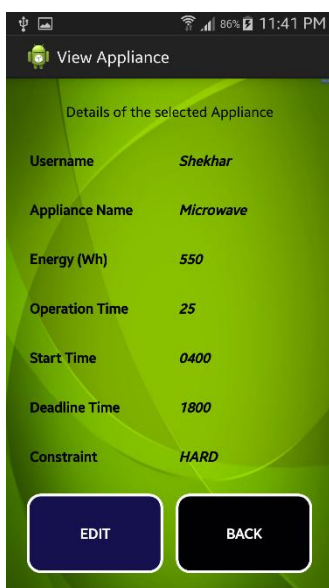 86% 11:41 PM
View Appliance
Details of the selected Appliance
Username Shekhar
Appliance Name Microwave
Energy (Wh) 550
Operation Time 25
Start Time 0400
Deadline Time 1800
Constraint HARD
EDIT BACK